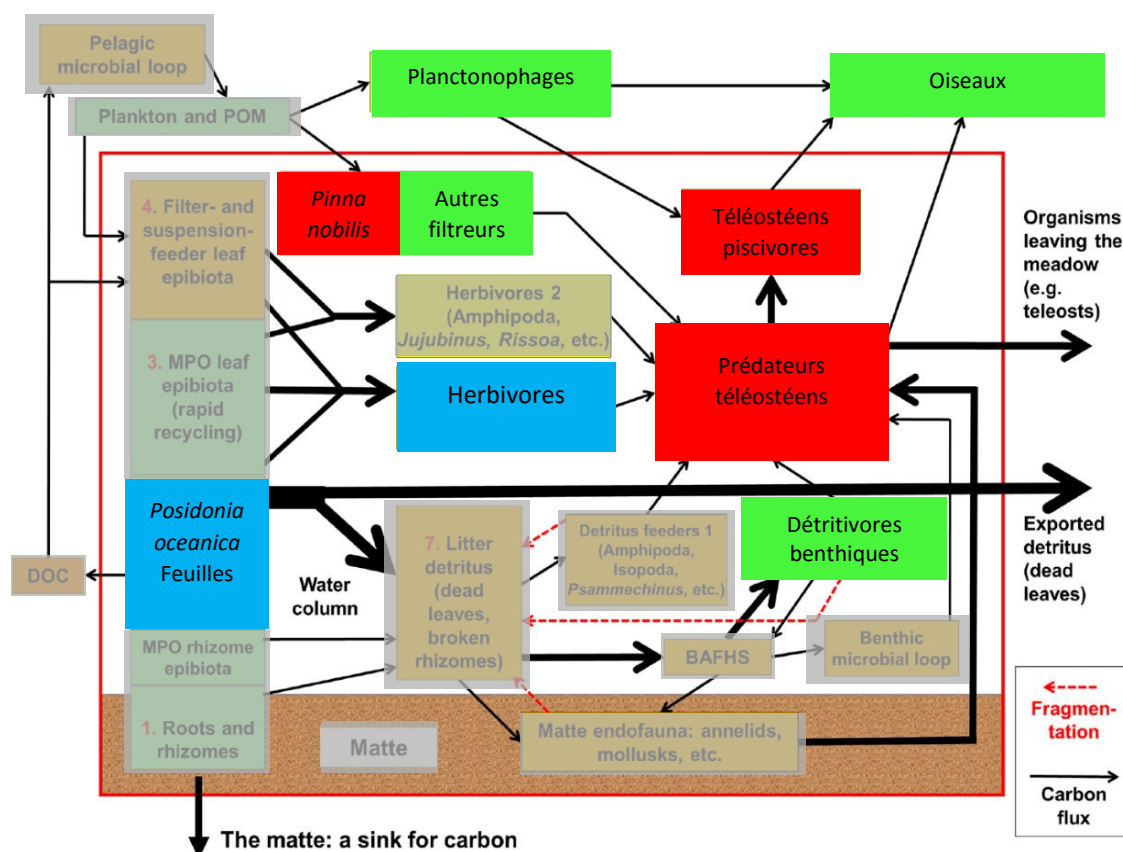 Pelagic
microbial loop
Plankton and POM
Planctonophages
Oiseaux
4. Filter- and
suspension-
feeder leaf
epibiota
Pinna
nobilis
Autres
filtreurs
Téléostéens
piscivores
Organisms
leaving the
meadow
(e.g.
teleosts)
3. MPO leaf
epibiota
(rapid
recycling)
Herbivores 2
(Amphipoda,
Jujubinus, Rissoa, etc.)
Herbivores
Prédateurs
téléostéens
Posidonia
oceanica
Feuilles
DOC
Water
column
7. Litter
detritus
(dead
leaves,
broken
rhizomes)
Detritus feeders 1
(Amphipoda,
Isopoda,
Psammechinus, etc.)
Détritivores
benthiques
Exported
detritus
(dead
leaves)
MPO rhizome
epibiota
BAFHS
Benthic
microbial loop
1. Roots and
rhizomes
Matte
Matte endofauna: annelids,
mollusks, etc.
Fragmen-
tation
Carbon
flux
The matte: a sink for carbon